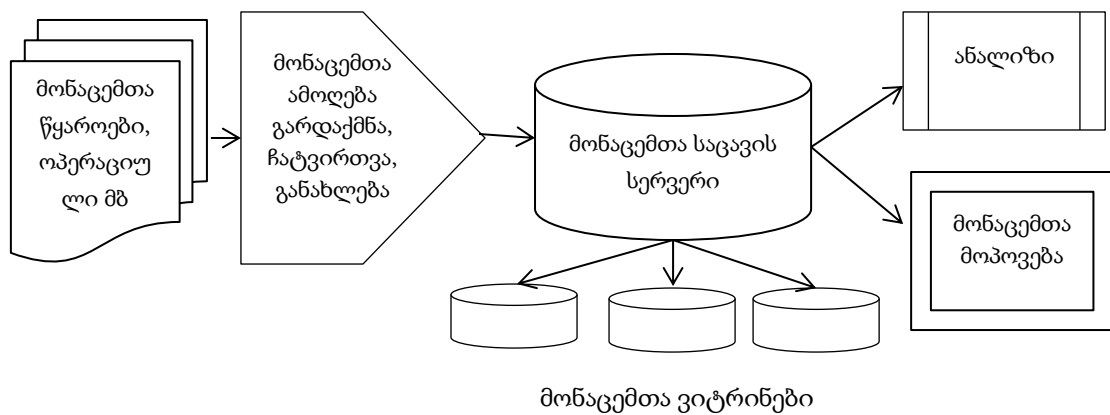 მონაცემთა
წყაროები,
ოპერაციუ
ლი მბ
მონაცემთა
ამოღება
გარდაქმნა,
ჩატვირთვა,
განახლება
მონაცემთა საცავის
სერვერი
ანალიზი
მონაცემთა
მოპოვება
მონაცემთა ვიტრინები